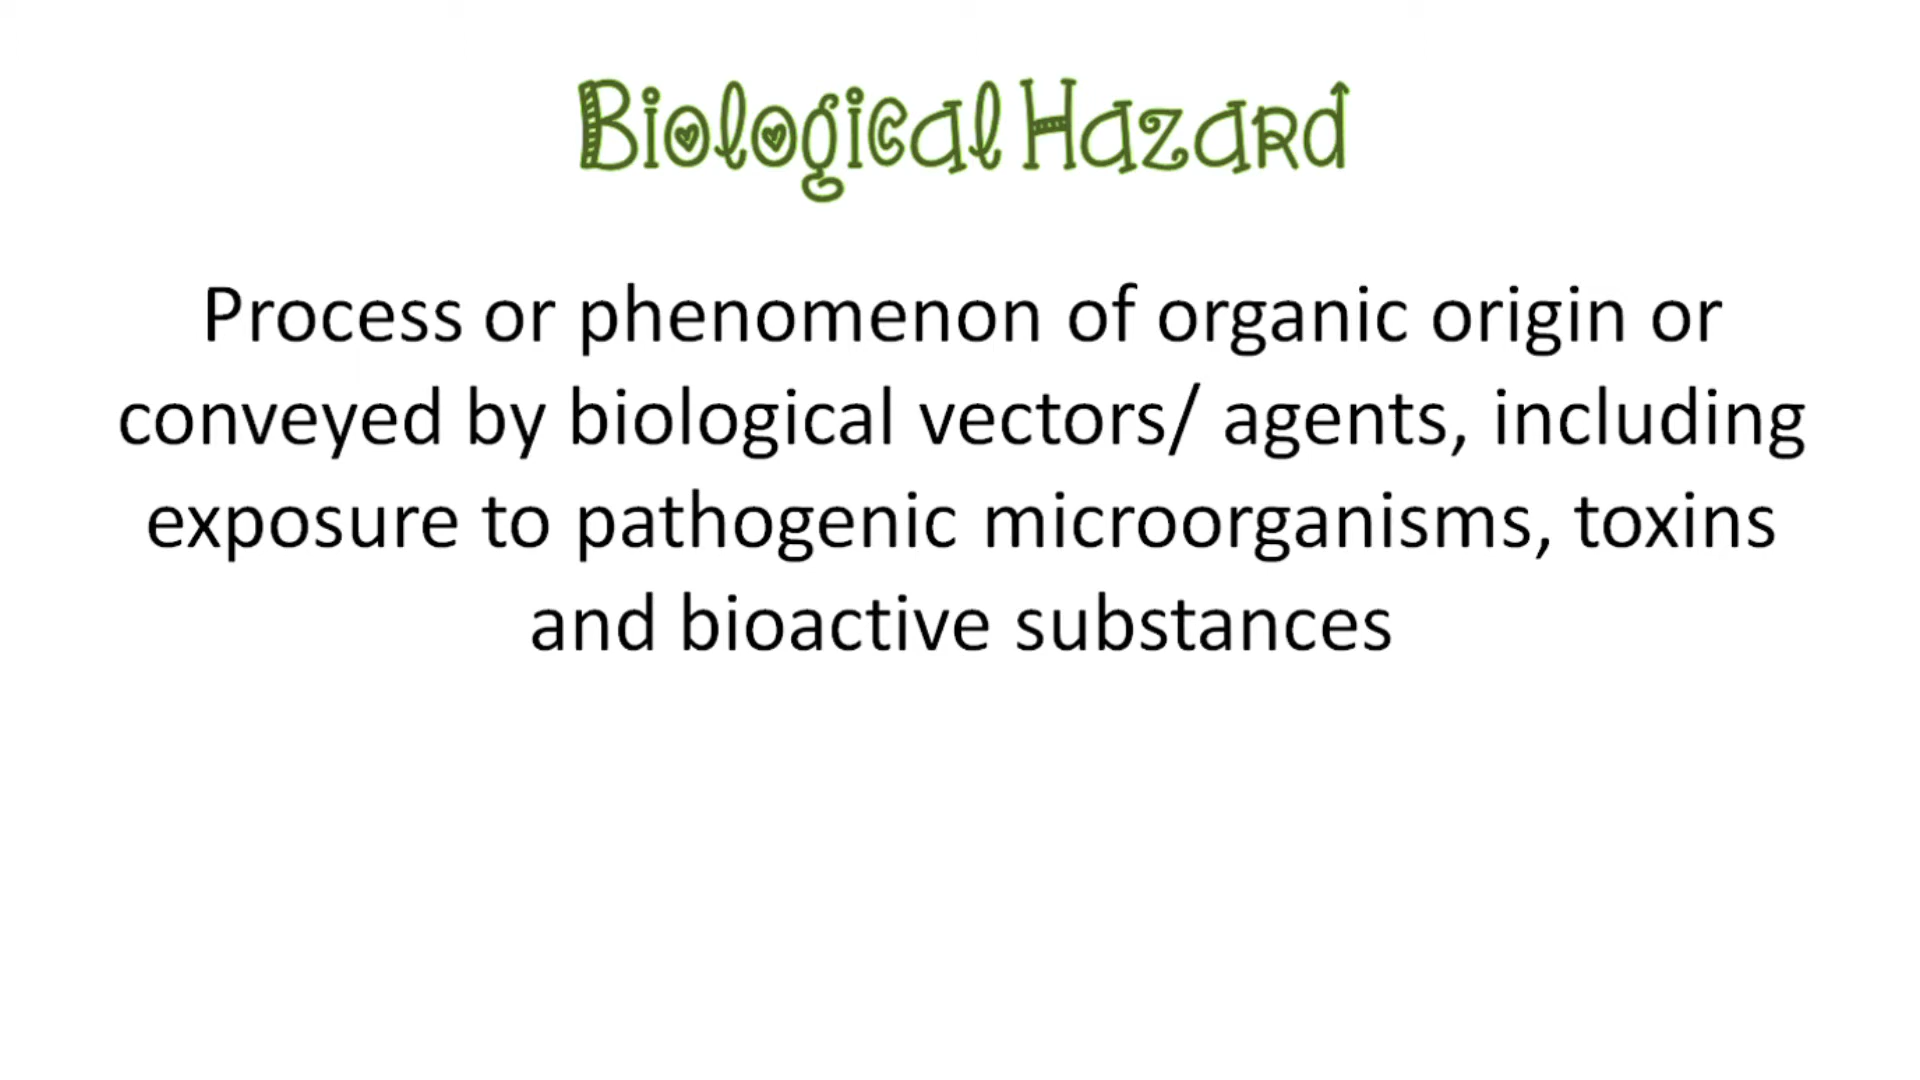 Biological Hazard
Process or phenomenon of organic origin or
conveyed by biological vectors/ agents, including
exposure to pathogenic microorganisms, toxins
and bioactive substances